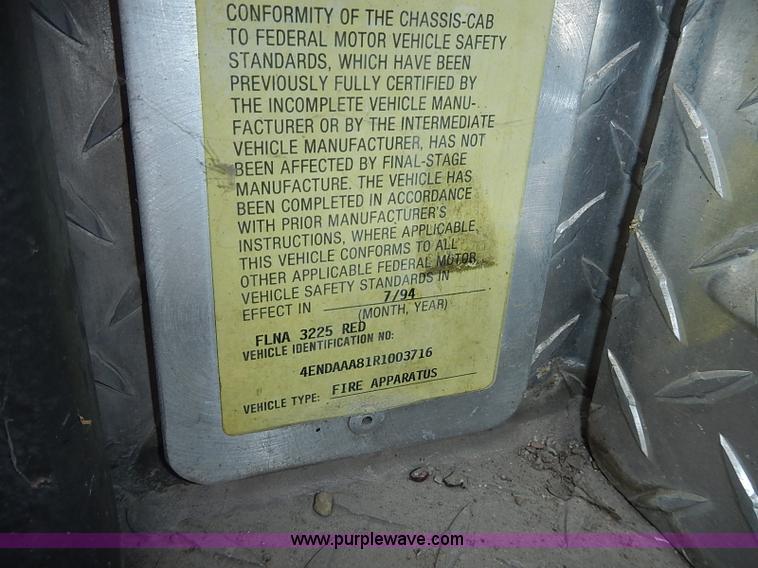 CONFORMITY OF THE CHASSIS-CAB
TO FEDERAL MOTOR VEHICLE SAFETY
STANDARDS, WHICH HAVE BEEN
PREVIOUSLY FULLY CERTIFIED BY
THE INCOMPLETE VEHICLE MANU-
FACTURER OR BY THE INTERMEDIATE
VEHICLE MANUFACTURER, HAS NOT
BEEN AFFECTED BY FINAL-STAGE
MANUFACTURE. THE VEHICLE HAS
BEEN COMPLETED IN ACCORDANCE
WITH PRIOR MANUFACTURER'S
INSTRUCTIONS, WHERE APPLICABLE,
THIS VEHICLE CONFORMS TO ALL
OTHER APPLICABLE FEDERAL MOTOR
VEHICLE SAFETY STANDARDS IN
EFFECT IN 7/94
(MONTH, YEAR)
FLNA 3225 RED
VEHICLE IDENTIFICATION NO:
4ENDAAA81R1003716
VEHICLE TYPE: FIRE APPARATUS
www.purplewave.com